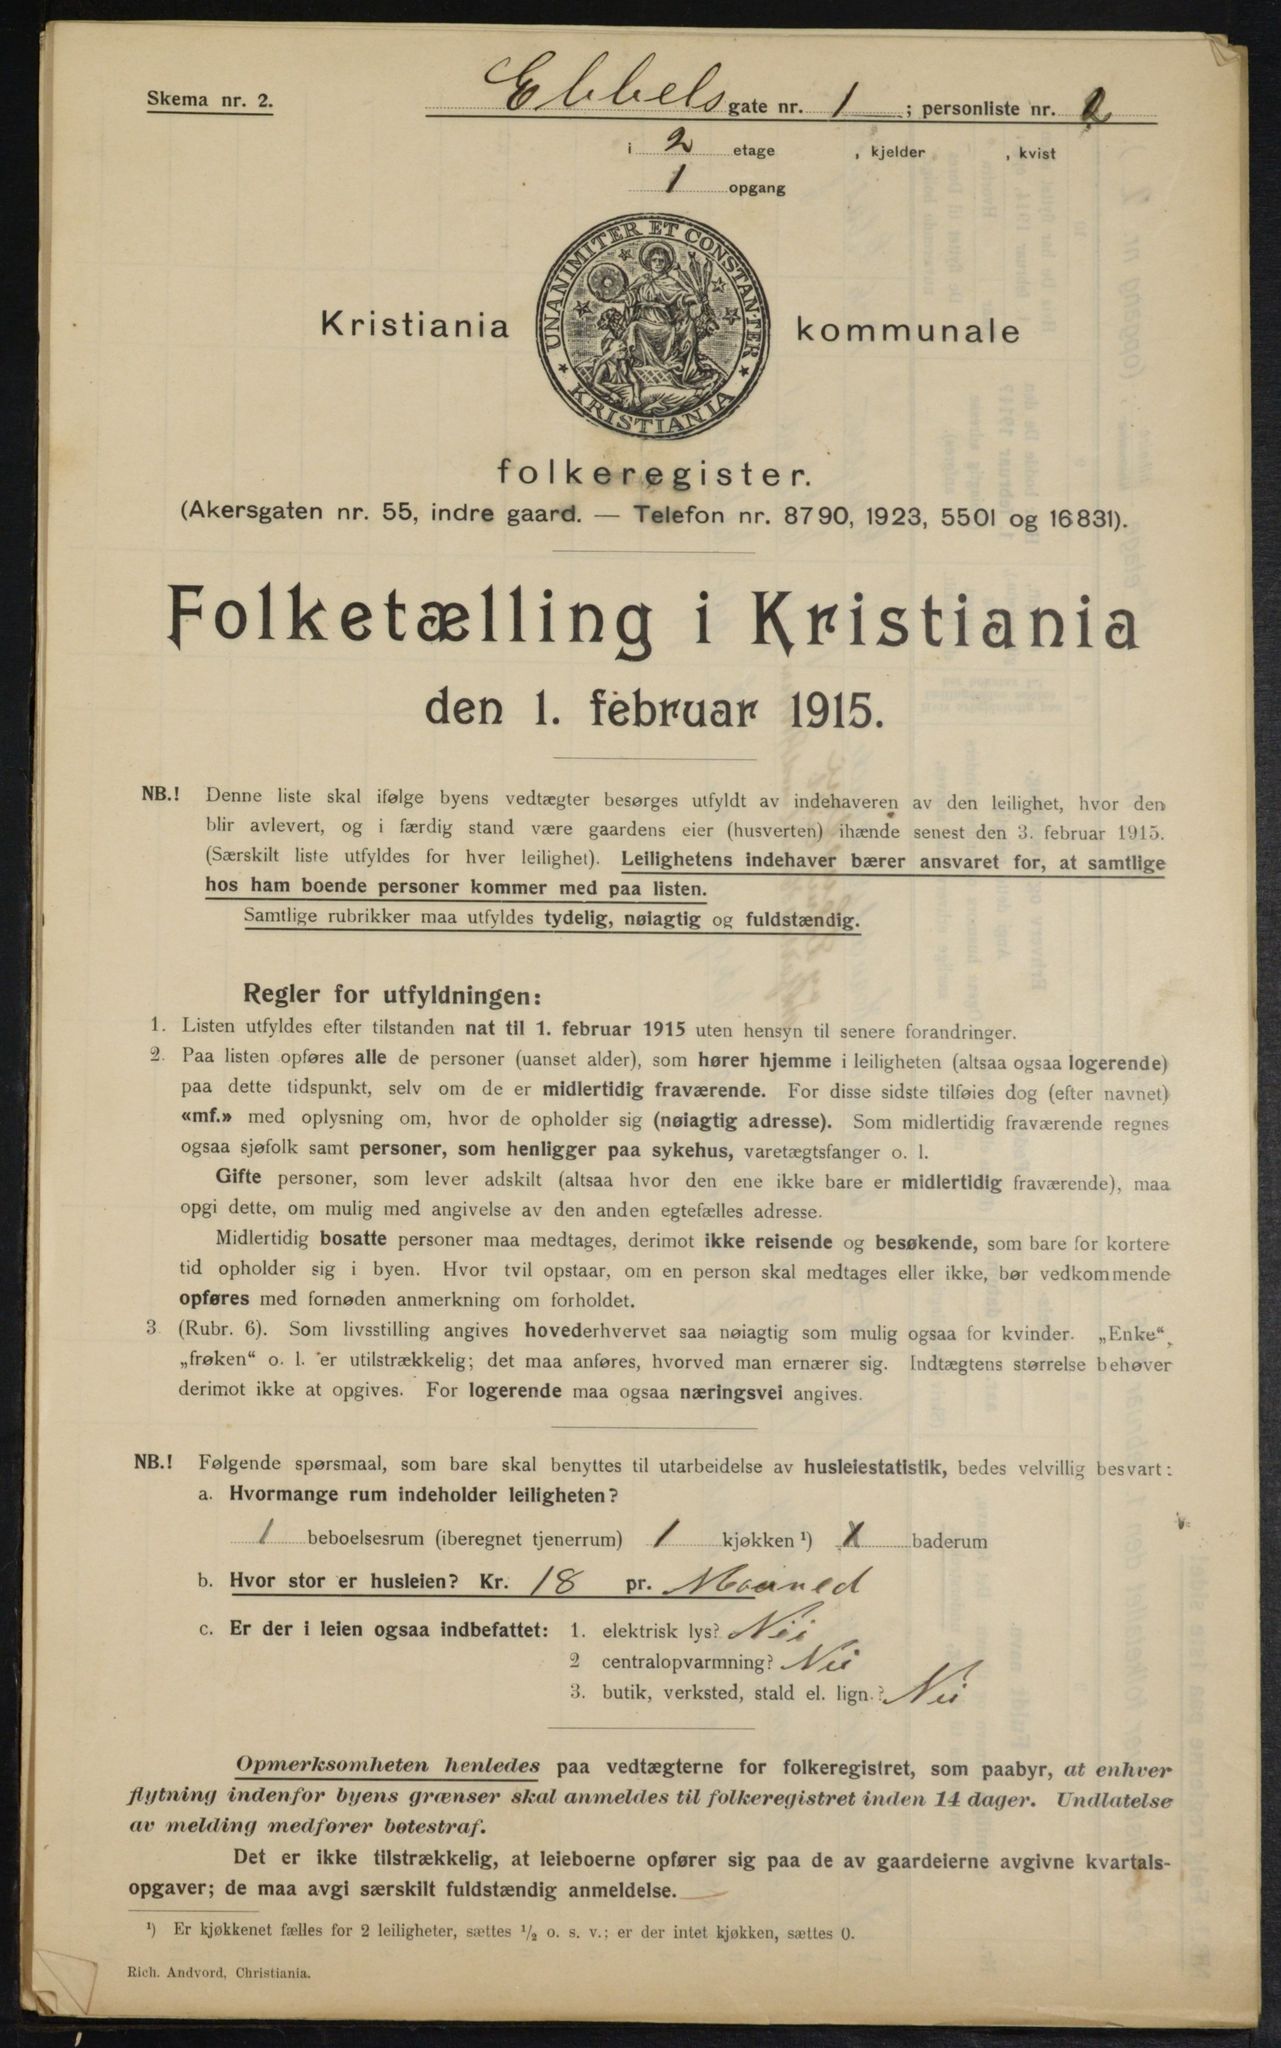 Skema nr. 2.
Ebbels gate nr. 1 ; personliste nr. 2
i 2 etage , kjelder , kvist
1 opgang
UNANIMITER ET CONSTANTER
KRISTIANIA
Kristiania kommunale
folkeregister.
(Akersgaten nr. 55, indre gaard. — Telefon nr. 8790, 1923, 5501 og 16831).
Folketælling i Kristiania
den 1. februar 1915.
NB.! Denne liste skal ifølge byens vedtægter besørges utfyldt av indehaveren av den leilighet, hvor den
blir avlevert, og i færdig stand være gaardens eier (husverten) ihænde senest den 3. februar 1915.
(Særskilt liste utfyldes for hver leilighet). Leilighetens indehaver bærer ansvaret for, at samtlige
hos ham boende personer kommer med paa listen.
Samtlige rubrikker maa utfyldes tydelig, nøiagtig og fuldstændig.
Regler for utfyldningen:
1. Listen utfyldes efter tilstanden nat til 1. februar 1915 uten hensyn til senere forandringer.
2. Paa listen opføres alle de personer (uanset alder), som hører hjemme i leiligheten (altsaa ogsaa logerende)
paa dette tidspunkt, selv om de er midlertidig fraværende. For disse sidste tilføies dog (efter navnet)
«mf.» med oplysning om, hvor de opholder sig (nøiagtig adresse). Som midlertidig fraværende regnes
ogsaa sjøfolk samt personer, som henligger paa sykehus, varetægtsfanger o. l.
Gifte personer, som lever adskilt (altsaa hvor den ene ikke bare er midlertidig fraværende), maa
opgi dette, om mulig med angivelse av den anden egtefælles adresse.
Midlertidig bosatte personer maa medtages, derimot ikke reisende og besøkende, som bare for kortere
tid opholder sig i byen. Hvor tvil opstaar, om en person skal medtages eller ikke, bør vedkommende
opføres med fornøden anmerkning om forholdet.
3. (Rubr. 6). Som livsstilling angives hovederhvervet saa nøiagtig som mulig ogsaa for kvinder. „Enke“,
„frøken“ o. l. er utilstrækkelig; det maa anføres, hvorved man ernærer sig. Indtægtens størrelse behøver
derimot ikke at opgives. For logerende maa ogsaa næringsvei angives.
NB.! Følgende spørsmaal, som bare skal benyttes til utarbeidelse av husleiestatistik, bedes velvillig besvart:
a. Hvormange rum indeholder leiligheten?
1 beboelsesrum (iberegnet tjenerrum) 1 kjøkken ¹) X baderum
b. Hvor stor er husleien? Kr. 18 pr. Maaned
c. Er der i leien ogsaa indbefattet: 1. elektrisk lys? Nei
2 centralopvarmning? Nei
3. butik, verksted, stald el. lign.? Nei
Opmerksomheten henledes paa vedtægterne for folkeregistret, som paabyr, at enhver
flytning indenfor byens grænser skal anmeldes til folkeregistret inden 14 dager. Undlatelse
av melding medfører bøtestraf.
Det er ikke tilstrækkelig, at leieboerne opfører sig paa de av gaardeierne avgivne kvartals-
opgaver; de maa avgi særskilt fuldstændig anmeldelse.
¹) Er kjøkkenet fælles for 2 leiligheter, sættes ½ o. s. v.; er der intet kjøkken, sættes 0.
Rich. Andvord, Christiania.